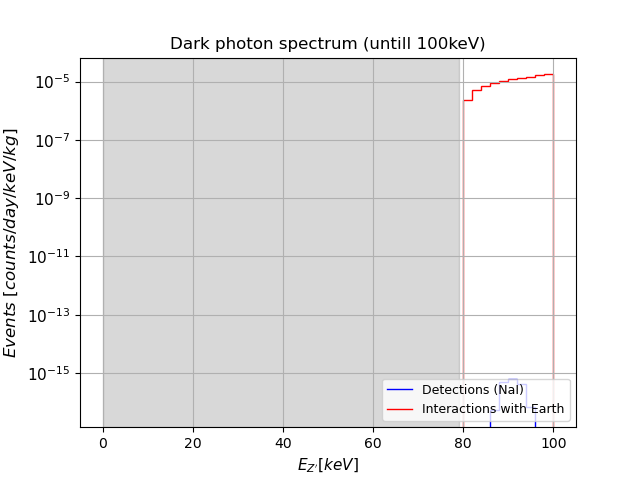 Dark photon spectrum (untill 100keV)
Events [counts/day/keV/kg]
10⁻⁵
10⁻⁷
10⁻⁹
10⁻¹¹
10⁻¹³
10⁻¹⁵
Detections (NaI)
Interactions with Earth
0 20 40 60 80 100
E_{Z'}[keV]